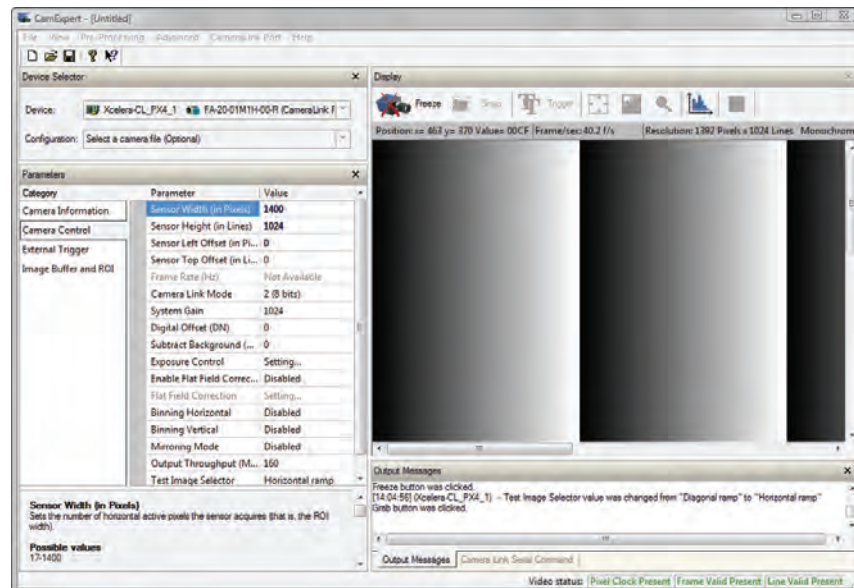 CamExpert - [Untitled]
File View Pre-Processing Advanced CameraLink Port Help
Device Selector
Device: Xcelera-CL_PX4_1 FA-20-01M1H-00-R (CameraLink F
Configuration: Select a camera file (Optional)
Parameters
Category
Camera Information
Camera Control
External Trigger
Image Buffer and ROI
Parameter Value
Sensor Width (in Pixels) 1400
Sensor Height (in Lines) 1024
Sensor Left Offset (in Pi... 0
Sensor Top Offset (in Li... 0
Frame Rate (Hz) Not Available
Camera Link Mode 2 (8 bits)
System Gain 1024
Digital Offset (DN) 0
Subtract Background (... 0
Exposure Control Setting...
Enable Flat Field Correc... Disabled
Flat Field Correction Setting...
Binning Horizontal Disabled
Binning Vertical Disabled
Mirroring Mode Disabled
Output Throughput (M... 160
Test Image Selector Horizontal ramp
Sensor Width (in Pixels)
Sets the number of horizontal active pixels the sensor acquires (that is, the ROI
width).
Possible values
17-1400
Display
Freeze Snap Trigger
Position: x= 463 y= 370 Value= 00CF Frame/sec: 40.2 f/s Resolution: 1392 Pixels x 1024 Lines Monochrom
Output Messages
Freeze button was clicked.
[14:04:56] (Xcelera-CL_PX4_1) - Test Image Selector value was changed from "Diagonal ramp" to "Horizontal ramp"
Grab button was clicked.
Output Messages Camera Link Serial Command
Video status: Pixel Clock Present Frame Valid Present Line Valid Present